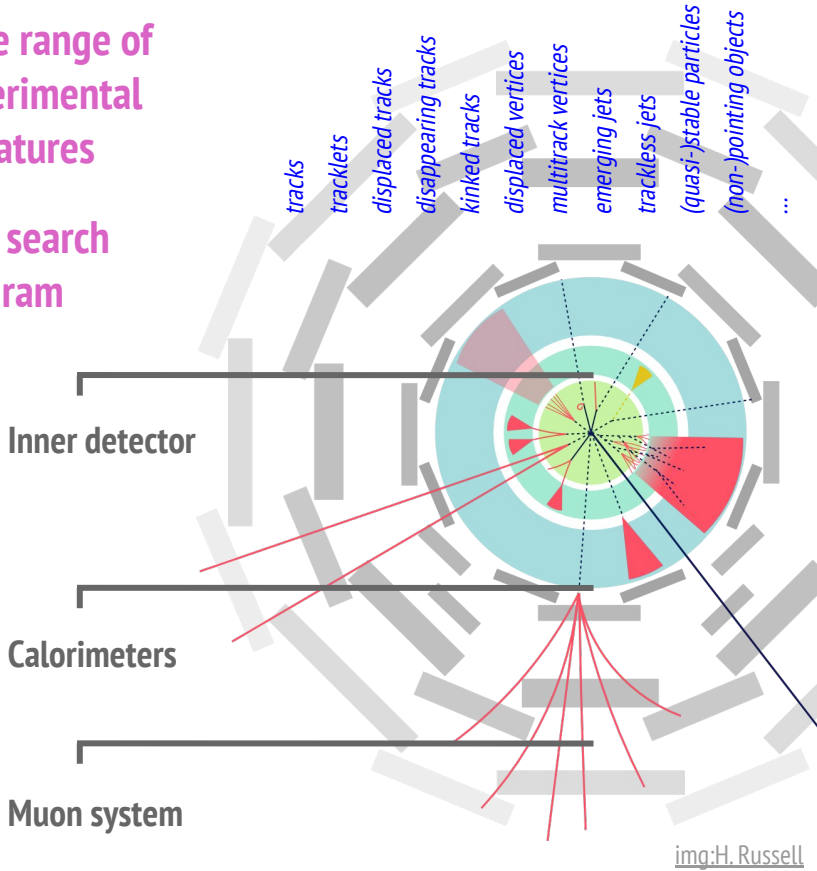 e range of
erimental
atures
search
ram
tracks
tracklets
displaced tracks
disappearing tracks
kinked tracks
displaced vertices
multitrack vertices
emerging jets
trackless jets
(quasi-)stable particles
(non-)pointing objects
...
Inner detector
Calorimeters
Muon system
img:H. Russell